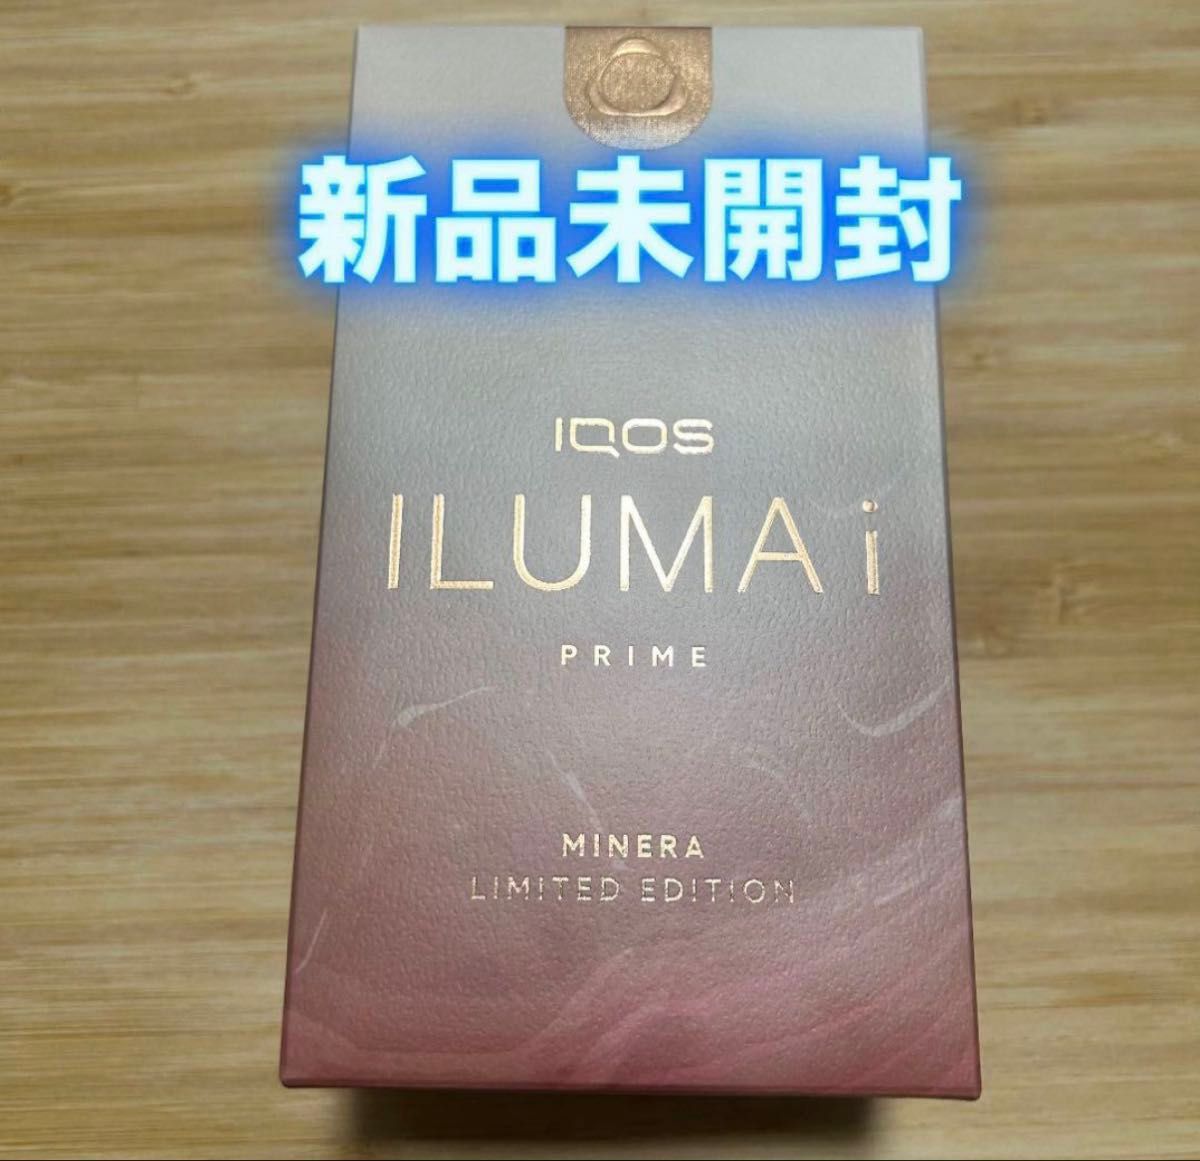 新品未開封
IQOS
ILUMA i
PRIME
MINERA
LIMITED EDITION